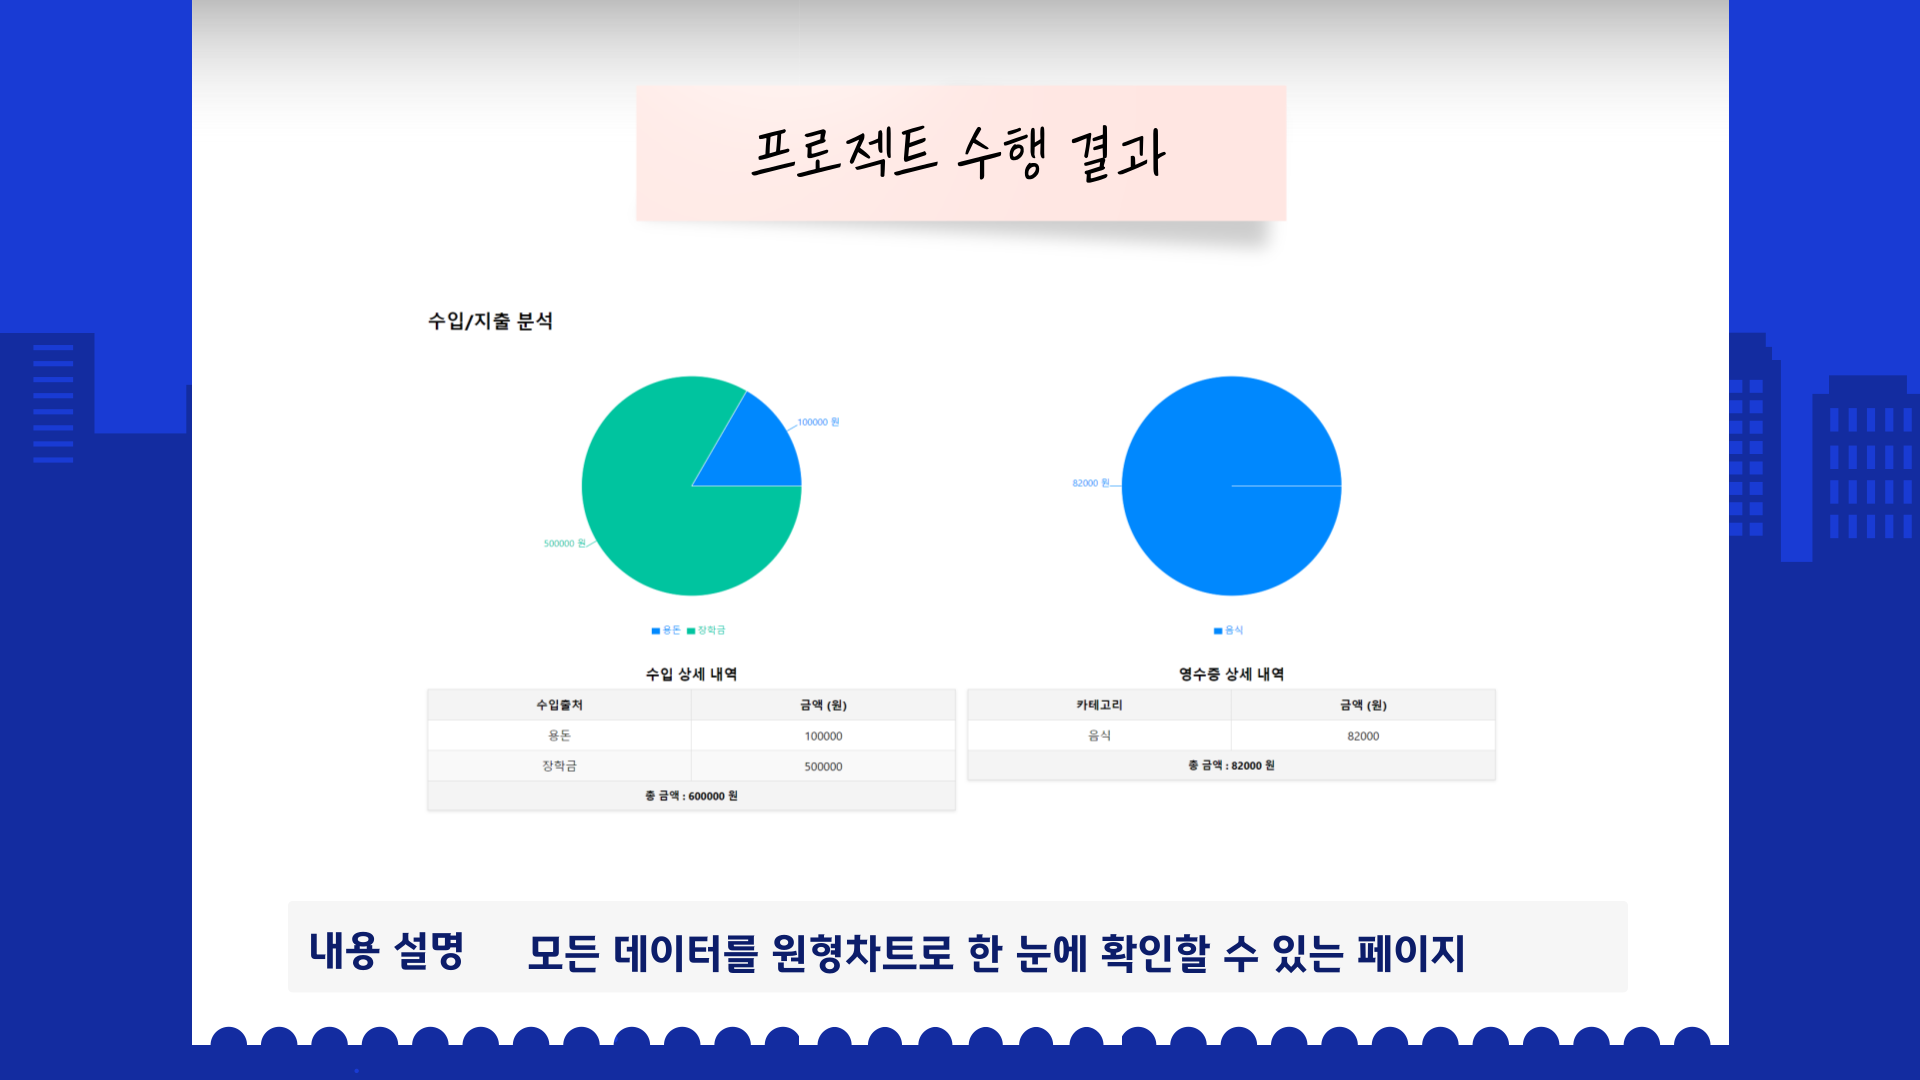 프로젝트 수행 결과
수입/지출 분석
100000 원
500000 원
82000 원
용돈 장학금
음식
수입 상세 내역
수입출처 금액 (원)
용돈 100000
장학금 500000
총 금액 : 600000 원
영수증 상세 내역
카테고리 금액 (원)
음식 82000
총 금액 : 82000 원
내용 설명 모든 데이터를 원형차트로 한 눈에 확인할 수 있는 페이지